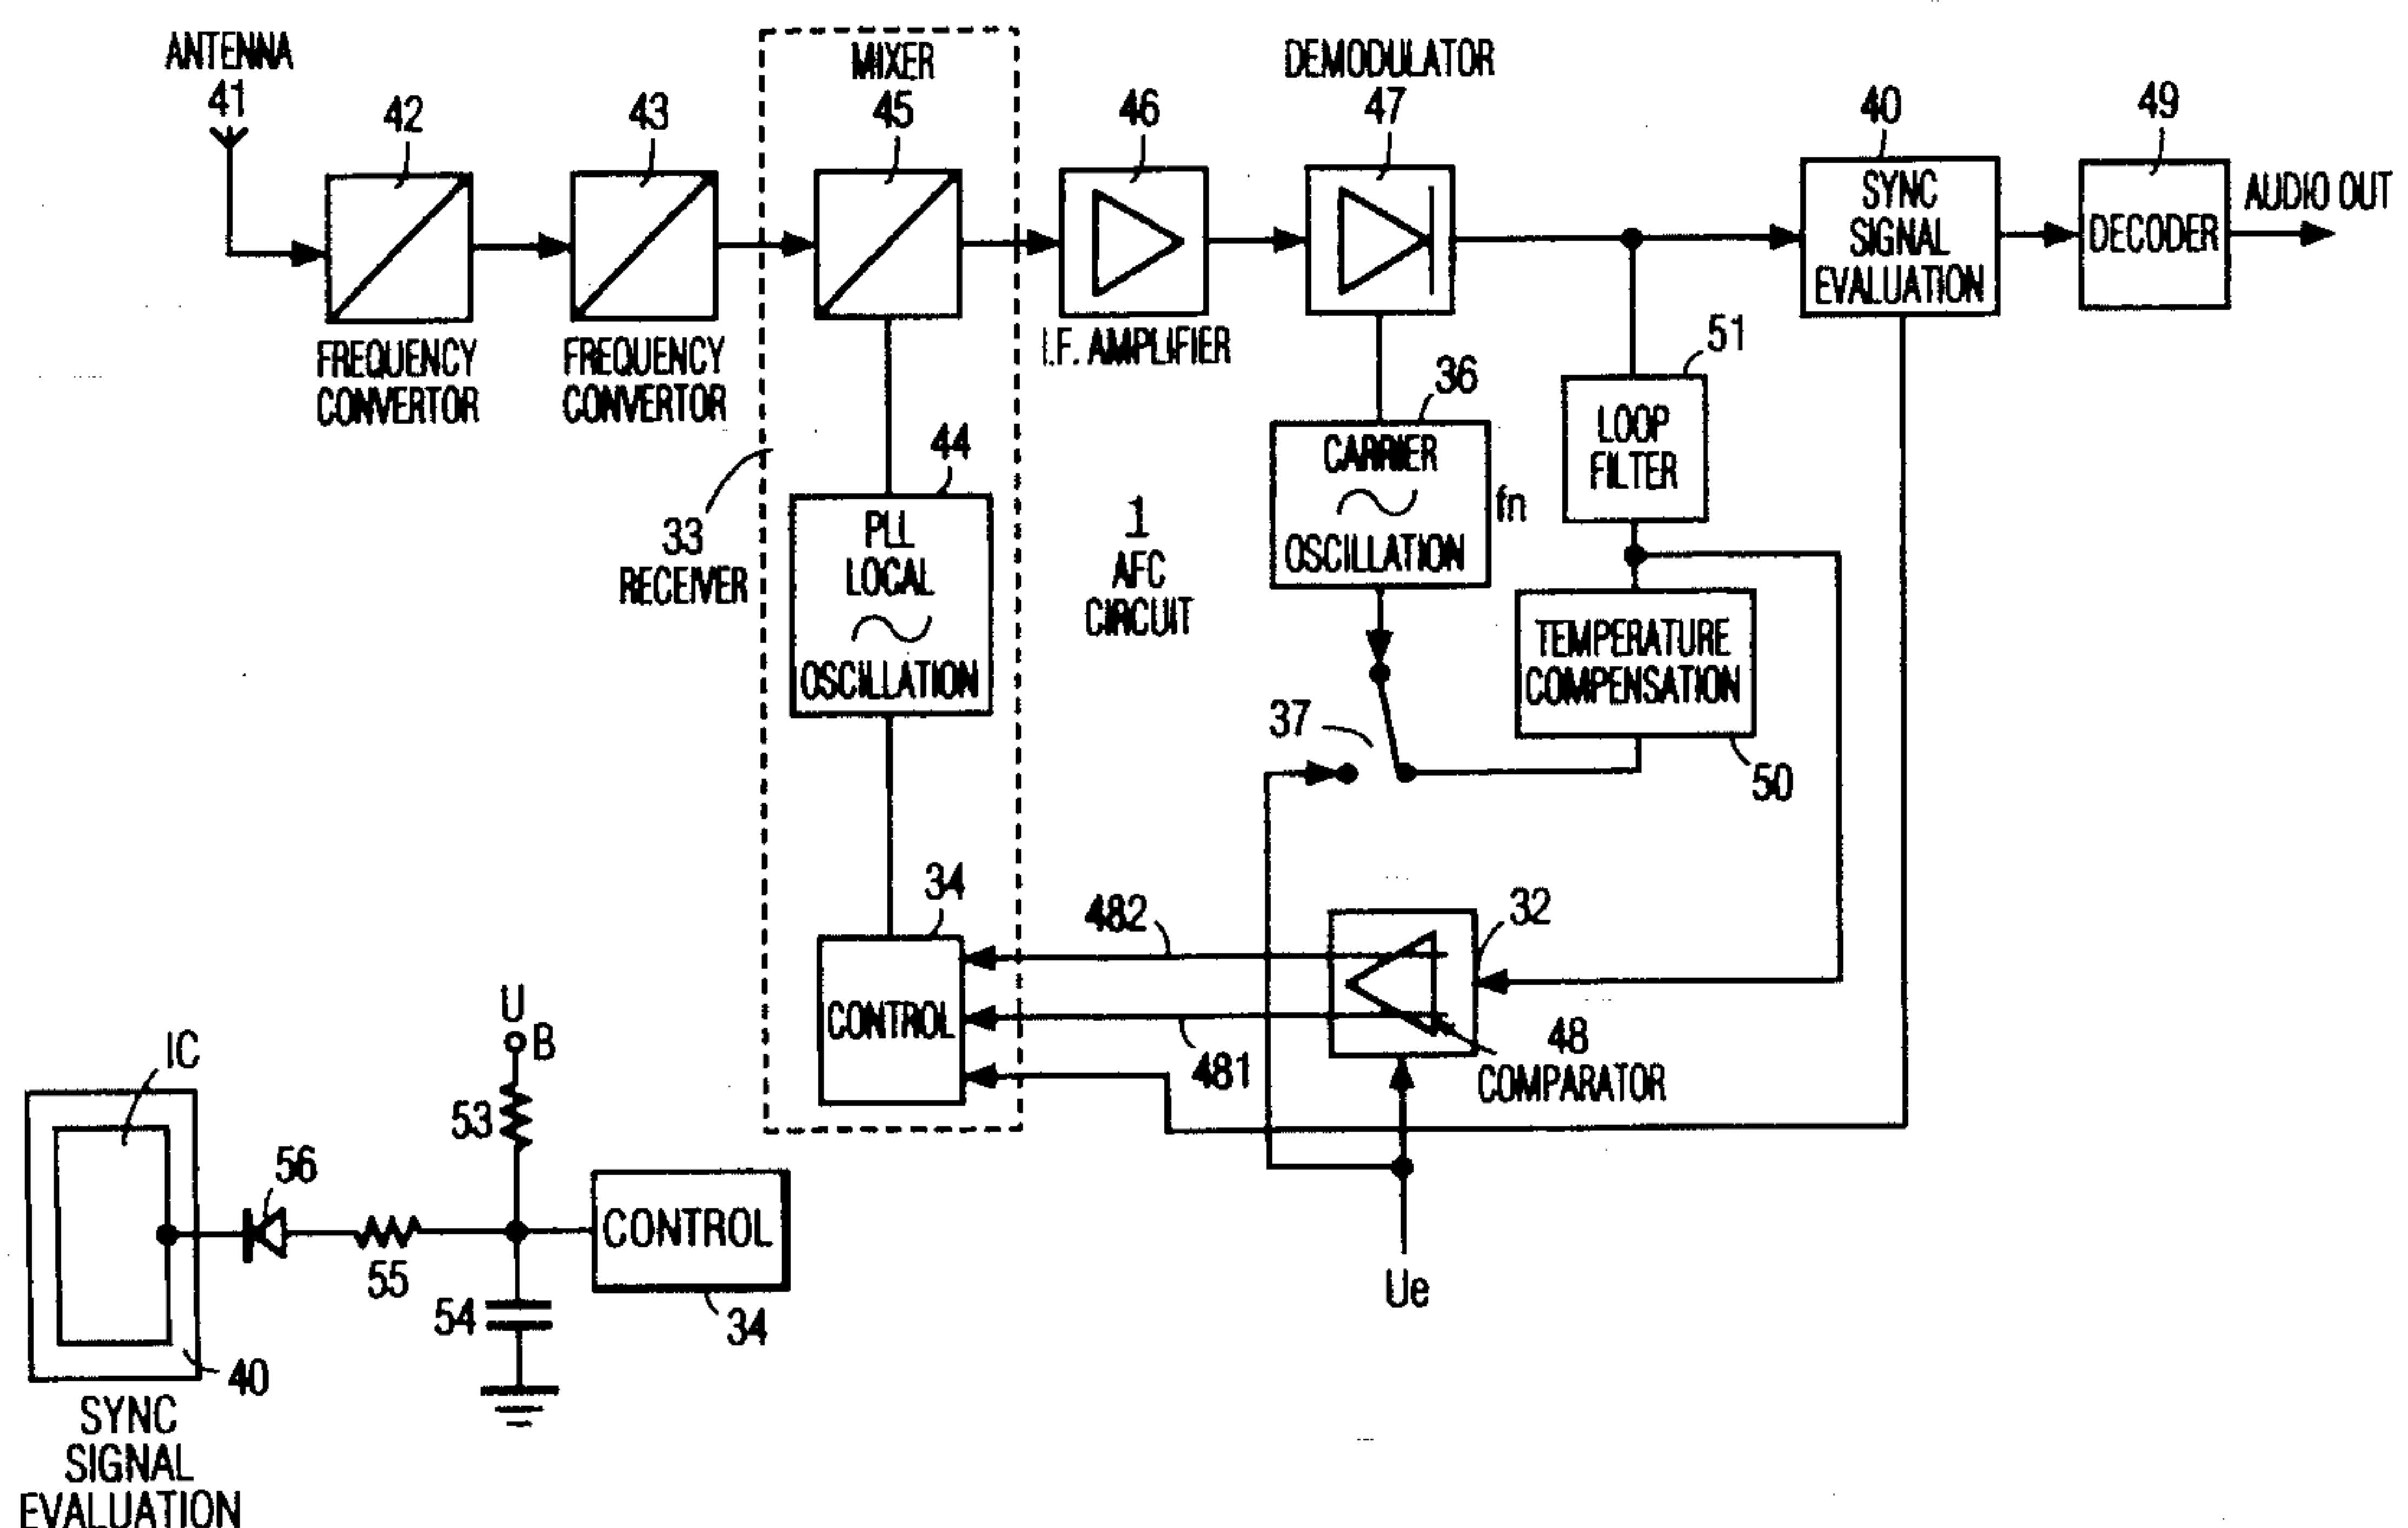 ANTENNA
41
42
FREQUENCY
CONVERTOR
43
FREQUENCY
CONVERTOR
MIXER
45
46
I.F. AMPLIFIER
DEMODULATOR
47
40
SYNC
SIGNAL
EVALUATION
49
DECODER
AUDIO OUT
33
RECEIVER
44
PLL
LOCAL
OSCILLATION
1
AFC
CIRCUIT
36
CARRIER
OSCILLATION
fn
51
LOOP
FILTER
TEMPERATURE
COMPENSATION
50
37
34
CONTROL
482
481
32
48
COMPARATOR
Ue
IC
40
SYNC
SIGNAL
EVALUATION
56
55
U
B
53
54
CONTROL
34